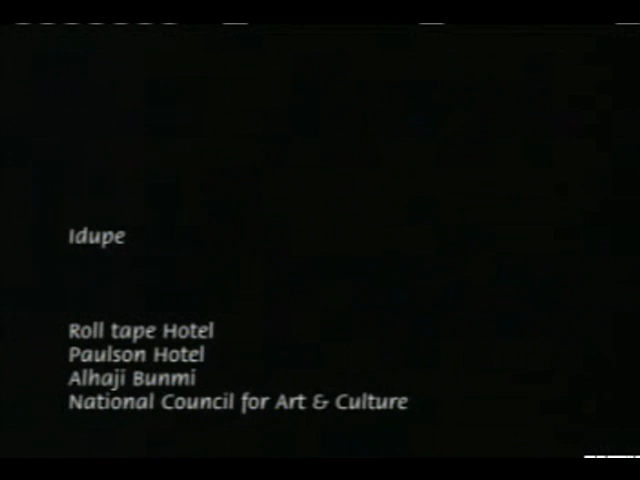 Idupe
Roll tape Hotel
Paulson Hotel
Alhaji Bunmi
National Council for Art & Culture